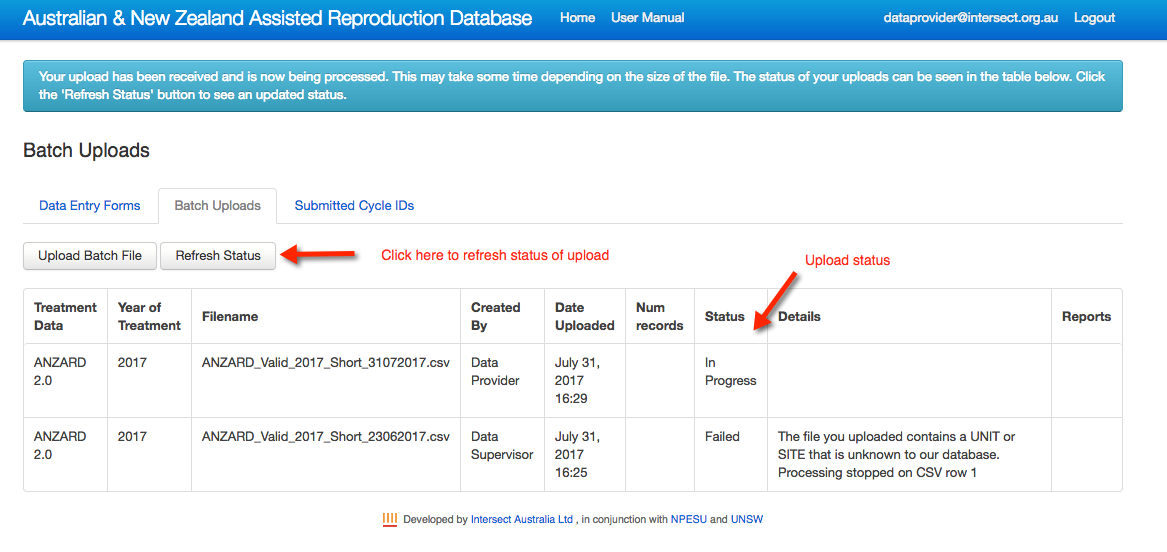 Australian & New Zealand Assisted Reproduction Database Home User Manual dataprovider@intersect.org.au Logout
Your upload has been received and is now being processed. This may take some time depending on the size of the file. The status of your uploads can be seen in the table below. Click
the 'Refresh Status' button to see an updated status.
Batch Uploads
Data Entry Forms Batch Uploads Submitted Cycle IDs
Upload Batch File Refresh Status Click here to refresh status of upload
Upload status
Treatment Data Year of Treatment Filename Created By Date Uploaded Num records Status Details Reports
ANZARD 2.0 2017 ANZARD_Valid_2017_Short_31072017.csv Data Provider July 31, 2017 16:29 In Progress
ANZARD 2.0 2017 ANZARD_Valid_2017_Short_23062017.csv Data Supervisor July 31, 2017 16:25 Failed The file you uploaded contains a UNIT or SITE that is unknown to our database. Processing stopped on CSV row 1
Developed by Intersect Australia Ltd , in conjunction with NPESU and UNSW